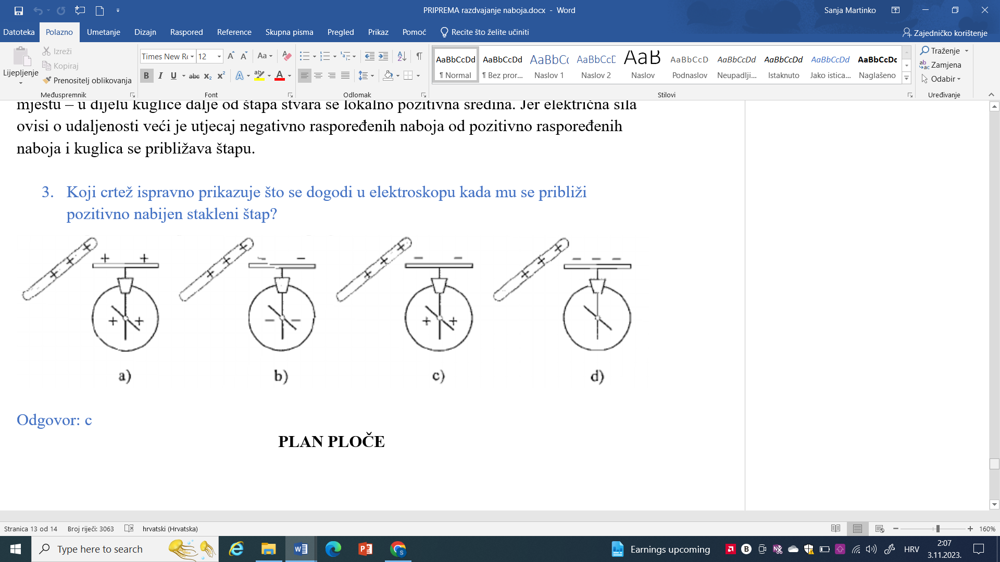 PRIPREMA razdvajanje naboja.docx - Word
Sanja Martinko
Datoteka Polazno Umetanje Dizajn Raspored Reference Skupna pisma Pregled Prikaz Pomoć Recite što želite učiniti
Zajedničko korištenje
Lijepljenje
Izreži
Kopiraj
Prenositelj oblikovanja
Međuspremnik
Times New Rc 12
Font
Odlomak
AaBbCcDd AaBbCcDd AaBbC AaBbCcC AaB AaBbCcD AaBbCcDd AaBbCcDd AaBbCcDd AaBbCcDc
¶ Normal ¶ Bez pror... Naslov 1 Naslov 2 Naslov Podnaslov Neupadlji... Istaknuto Jako istica... Naglašeno
Stilovi
Traženje
Zamjena
Odabir
Uređivanje
mjestu – u dijelu kuglice dalje od štapa stvara se lokalno pozitivna sredina. Jer električna sila
ovisi o udaljenosti veći je utjecaj negativno raspoređenih naboja od pozitivno raspoređenih
naboja i kuglica se približava štapu.
3. Koji crtež ispravno prikazuje što se dogodi u elektroskopu kada mu se približi
pozitivno nabijen stakleni štap?
a) b) c) d)
Odgovor: c
PLAN PLOČE
Stranica 13 od 14 Broj riječi: 3063 hrvatski (Hrvatska)
160%
Type here to search
Earnings upcoming
HRV
2:07
3.11.2023.